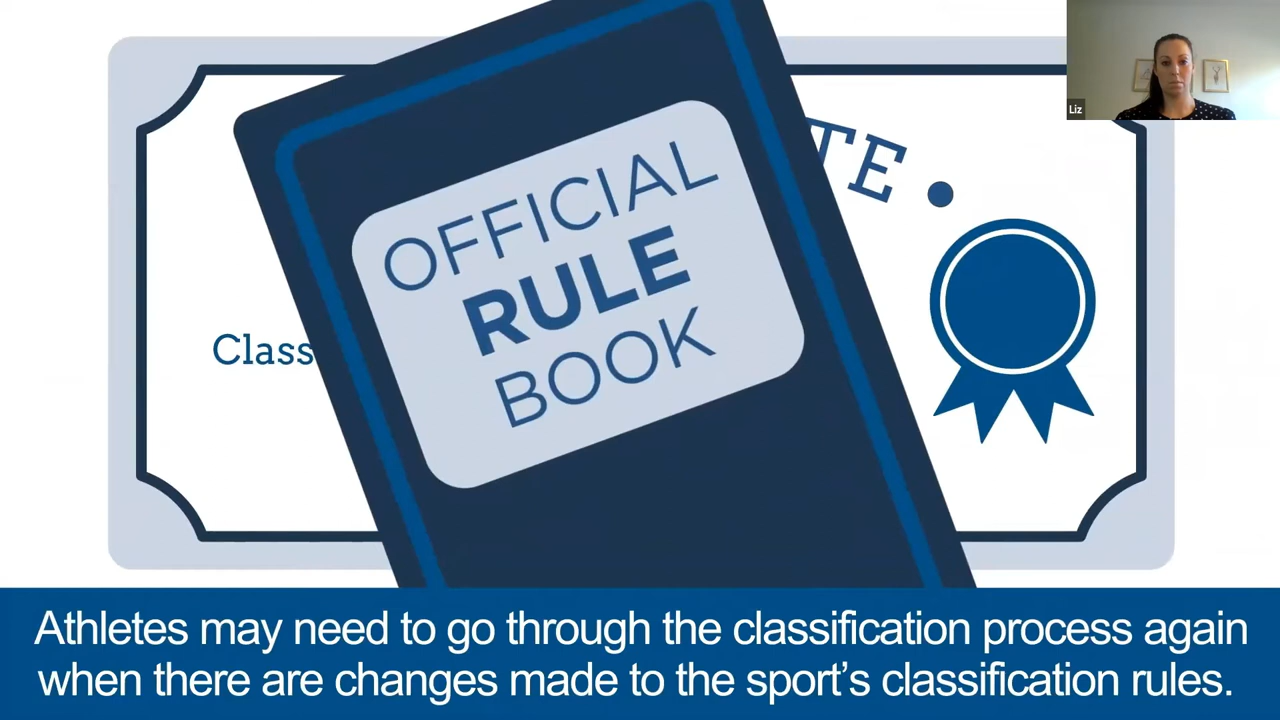 Liz
TE •
OFFICIAL
RULE
BOOK
Class
Athletes may need to go through the classification process again
when there are changes made to the sport’s classification rules.